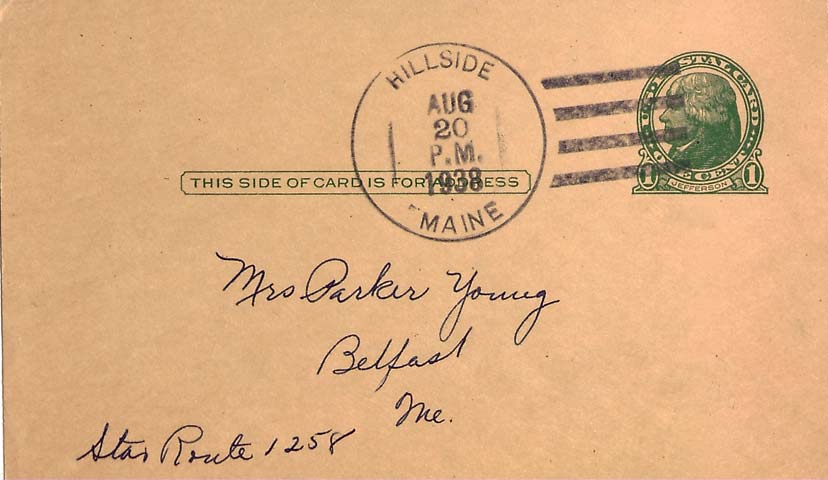 HILLSIDE
AUG
20
P.M.
1938
MAINE
U.S. POSTAL CARD
ONE CENT
1 JEFFERSON 1
THIS SIDE OF CARD IS FOR ADDRESS
Mrs Parker Young
Belfast
Me.
Star Route 1258